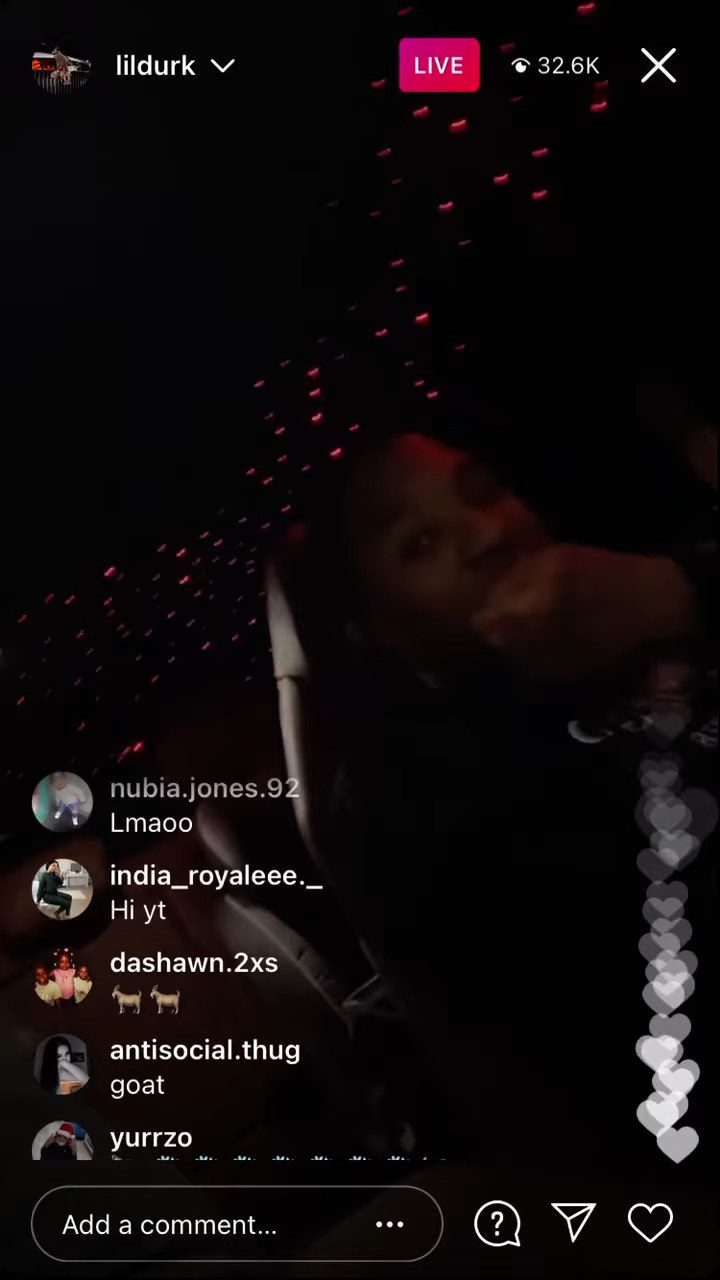 lildurk
LIVE
32.6K
nubia.jones.92
Lmaoo
india_royaleee._
Hi yt
dashawn.2xs
🐐🐐
antisocial.thug
goat
yurrzo
Add a comment...